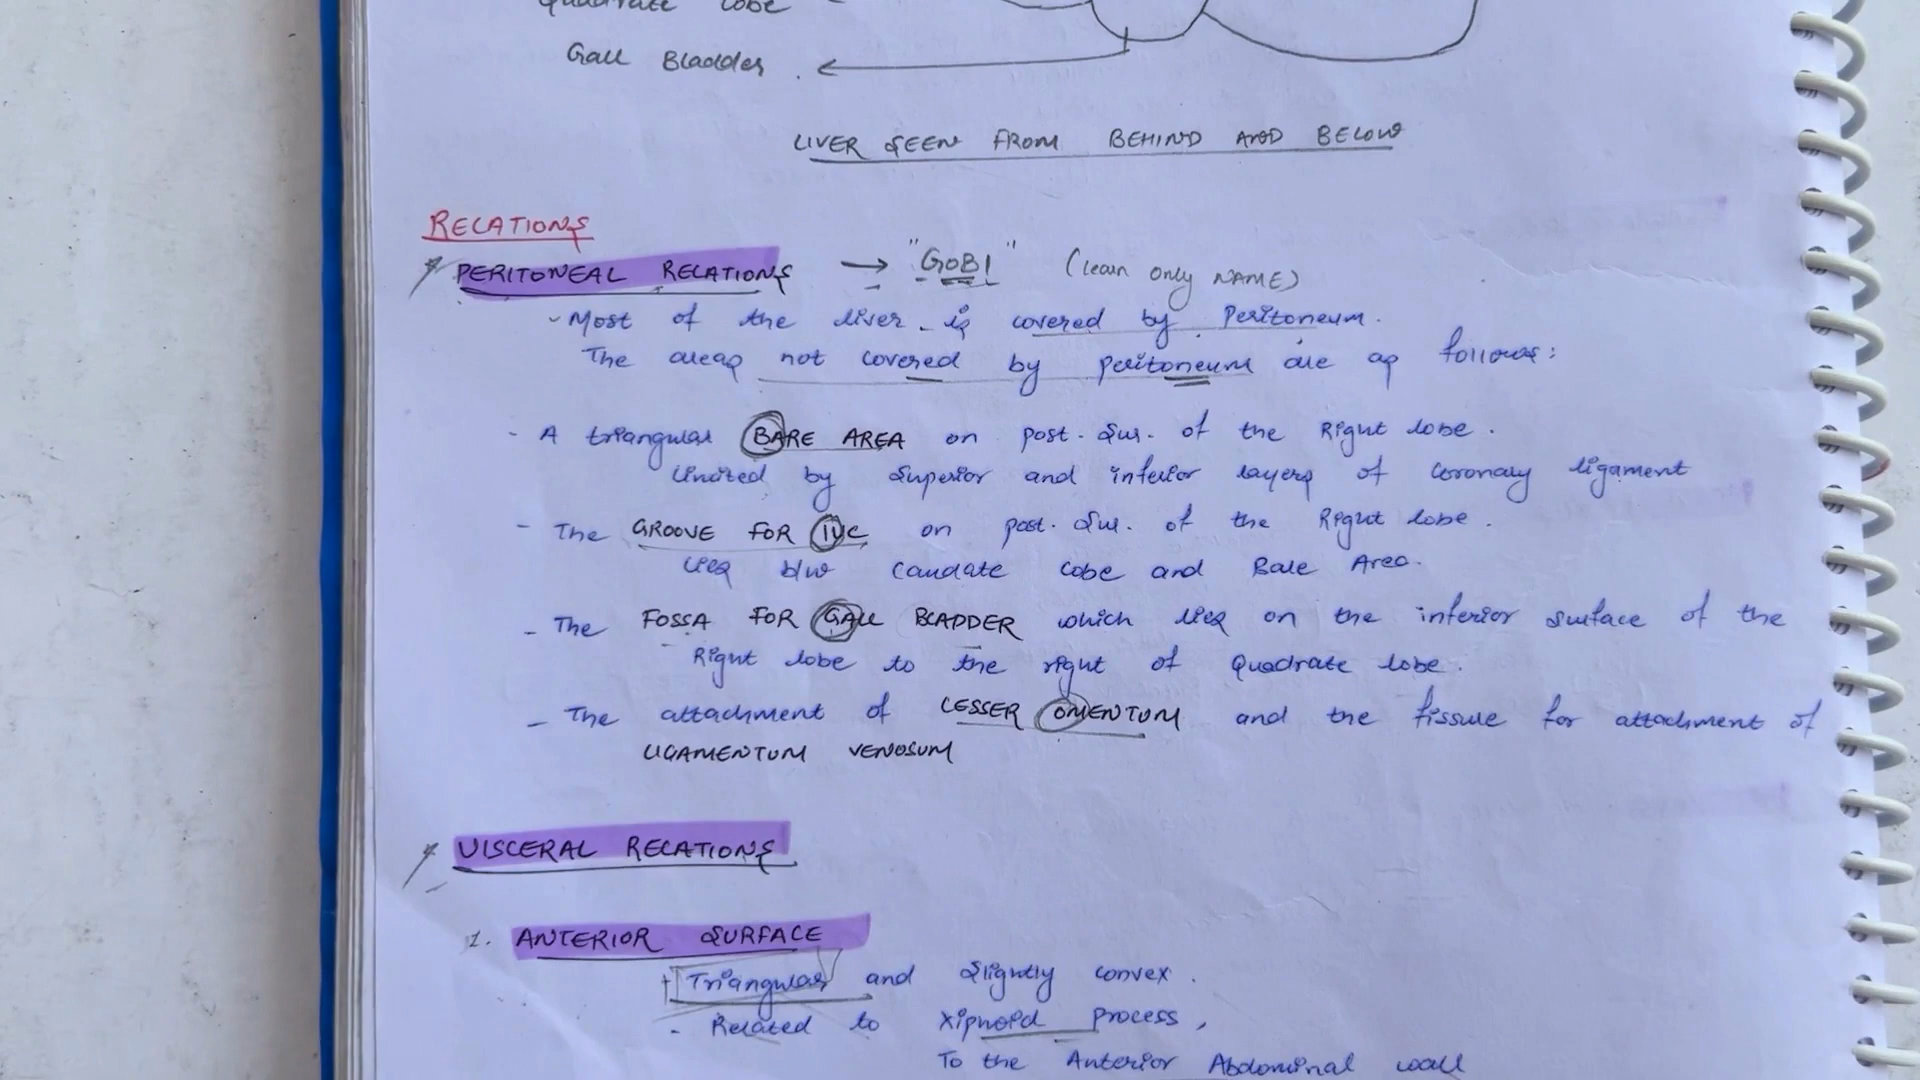 Quadrate lobe -
Gall Bladder .
LIVER SEEN FROM BEHIND AND BELOW
RELATIONS
PERITONEAL RELATIONS → "GOBI" (learn only NAME)
- Most of the liver is covered by Peritoneum.
The areas not covered by peritoneum are as follows:
- A triangular BARE AREA on post. Sur. of the Right lobe.
Limited by Superior and inferior layers of coronary ligament
- The GROOVE FOR IVC on post. Sur. of the Right lobe.
lies b/w Caudate lobe and Bare Area.
- The FOSSA FOR GALL BLADDER which lies on the inferior surface of the
Right lobe to the right of Quadrate lobe.
- The attachment of LESSER OMENTUM and the fissure for attachment of
LIGAMENTUM VENOSUM
VISCERAL RELATIONS
1. ANTERIOR SURFACE
Triangular and Slightly convex.
- Related to Xiphoid process,
To the Anterior Abdominal wall